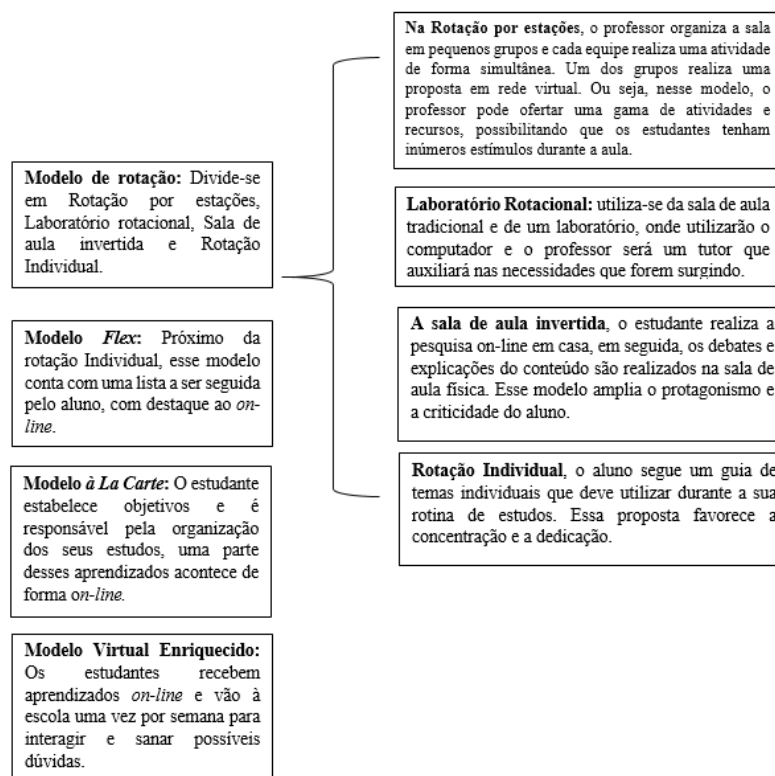 Modelo de rotação: Divide-se
em Rotação por estações,
Laboratório rotacional, Sala de
aula invertida e Rotação
Individual.
Modelo Flex: Próximo da
rotação Individual, esse modelo
conta com uma lista a ser seguida
pelo aluno, com destaque ao on-
line.
Modelo à La Carte: O estudante
estabelece objetivos e é
responsável pela organização
dos seus estudos, uma parte
desses aprendizados acontece de
forma on-line.
Modelo Virtual Enriquecido:
Os estudantes recebem
aprendizados on-line e vão à
escola uma vez por semana para
interagir e sanar possíveis
dúvidas.
Na Rotação por estações, o professor organiza a sala
em pequenos grupos e cada equipe realiza uma atividade
de forma simultânea. Um dos grupos realiza uma
proposta em rede virtual. Ou seja, nesse modelo, o
professor pode ofertar uma gama de atividades e
recursos, possibilitando que os estudantes tenham
inúmeros estímulos durante a aula.
Laboratório Rotacional: utiliza-se da sala de aula
tradicional e de um laboratório, onde utilizarão o
computador e o professor será um tutor que
auxiliará nas necessidades que forem surgindo.
A sala de aula invertida, o estudante realiza a
pesquisa on-line em casa, em seguida, os debates e
explicações do conteúdo são realizados na sala de
aula física. Esse modelo amplia o protagonismo e
a criticidade do aluno.
Rotação Individual, o aluno segue um guia de
temas individuais que deve utilizar durante a sua
rotina de estudos. Essa proposta favorece a
concentração e a dedicação.